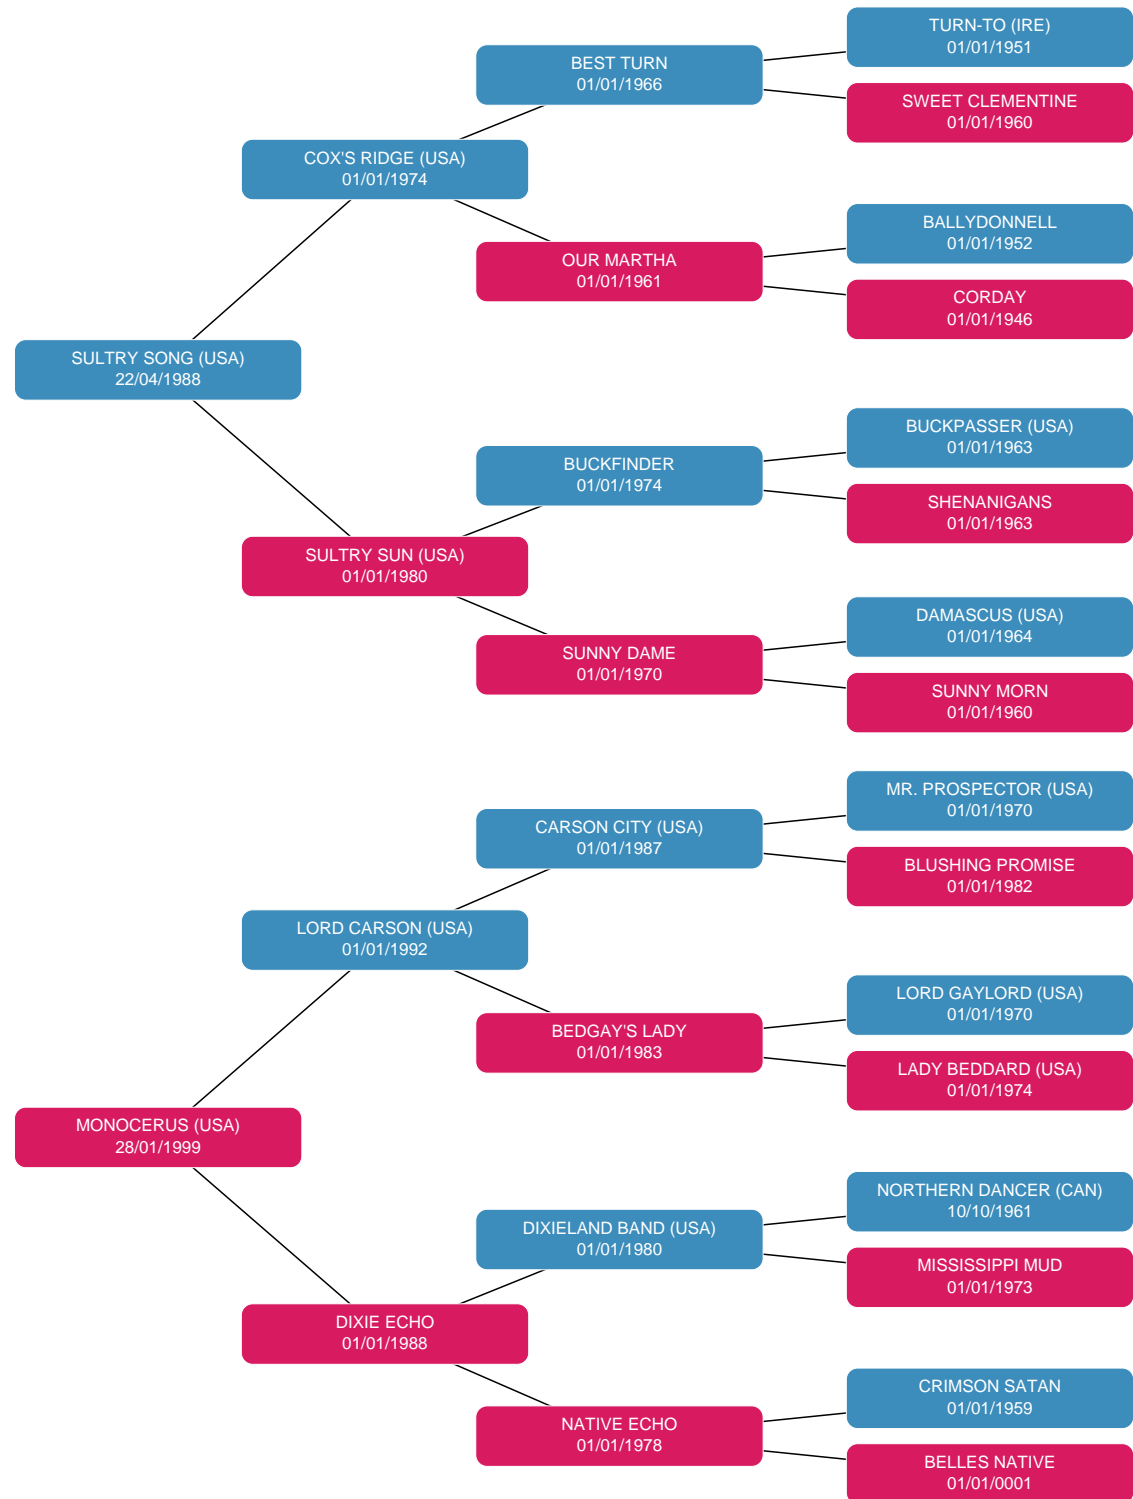 TURN-TO (IRE)
01/01/1951
BEST TURN
01/01/1966
SWEET CLEMENTINE
01/01/1960
COX'S RIDGE (USA)
01/01/1974
BALLYDONNELL
01/01/1952
OUR MARTHA
01/01/1961
CORDAY
01/01/1946
SULTRY SONG (USA)
22/04/1988
BUCKPASSER (USA)
01/01/1963
BUCKFINDER
01/01/1974
SHENANIGANS
01/01/1963
SULTRY SUN (USA)
01/01/1980
DAMASCUS (USA)
01/01/1964
SUNNY DAME
01/01/1970
SUNNY MORN
01/01/1960
MR. PROSPECTOR (USA)
01/01/1970
CARSON CITY (USA)
01/01/1987
BLUSHING PROMISE
01/01/1982
LORD CARSON (USA)
01/01/1992
LORD GAYLORD (USA)
01/01/1970
BEDGAY'S LADY
01/01/1983
LADY BEDDARD (USA)
01/01/1974
MONOCERUS (USA)
28/01/1999
NORTHERN DANCER (CAN)
10/10/1961
DIXIELAND BAND (USA)
01/01/1980
MISSISSIPPI MUD
01/01/1973
DIXIE ECHO
01/01/1988
CRIMSON SATAN
01/01/1959
NATIVE ECHO
01/01/1978
BELLES NATIVE
01/01/0001